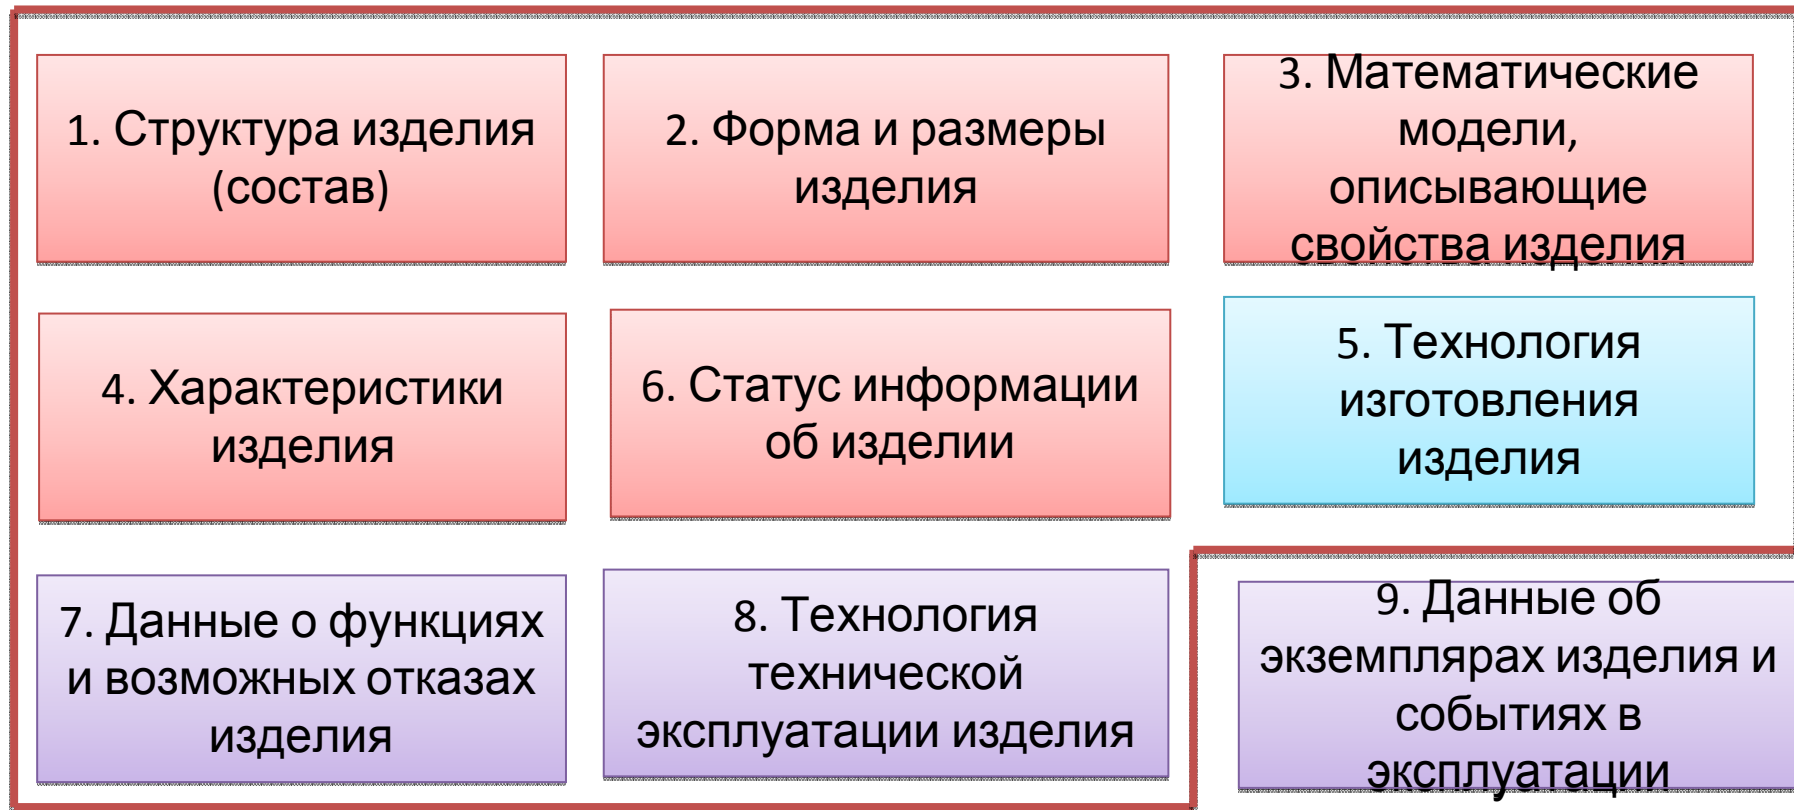 1. Структура изделия
(состав)
2. Форма и размеры
изделия
3. Математические
модели,
описывающие
свойства изделия
4. Характеристики
изделия
6. Статус информации
об изделии
5. Технология
изготовления
изделия
7. Данные о функциях
и возможных отказах
изделия
8. Технология
технической
эксплуатации изделия
9. Данные об
экземплярах изделия и
событиях в
эксплуатации